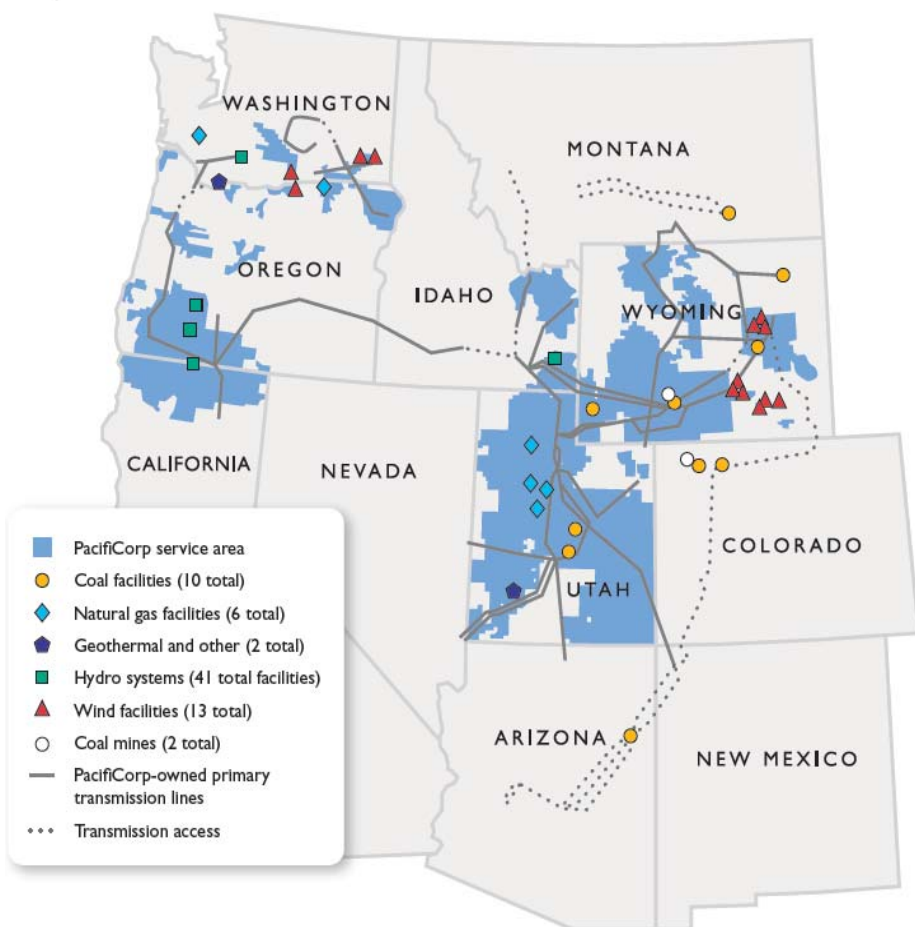 WASHINGTON
MONTANA
OREGON
IDAHO
WYOMING
CALIFORNIA
NEVADA
UTAH
COLORADO
ARIZONA
NEW MEXICO
PacifiCorp service area
Coal facilities (10 total)
Natural gas facilities (6 total)
Geothermal and other (2 total)
Hydro systems (41 total facilities)
Wind facilities (13 total)
Coal mines (2 total)
PacifiCorp-owned primary
transmission lines
Transmission access